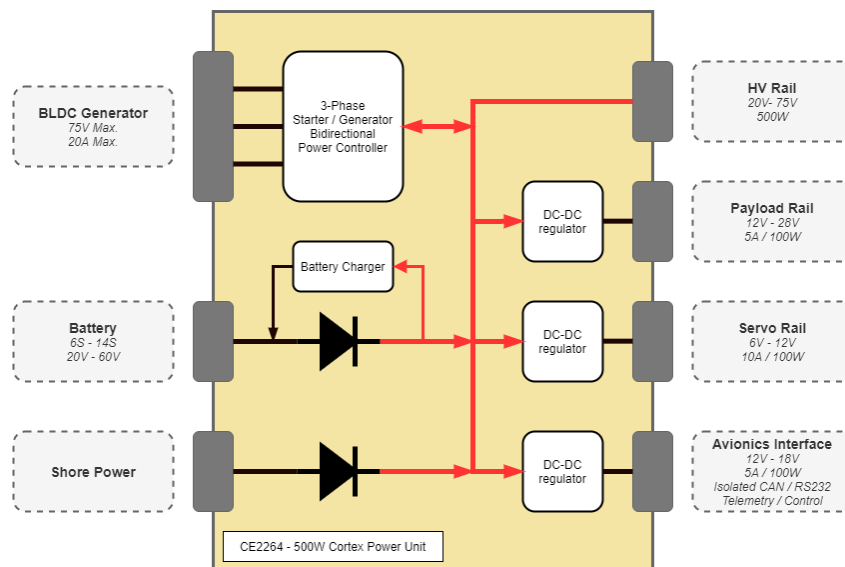 BLDC Generator
75V Max.
20A Max.
3-Phase
Starter / Generator
Bidirectional
Power Controller
HV Rail
20V- 75V
500W
Payload Rail
12V - 28V
5A / 100W
DC-DC
regulator
Battery Charger
Battery
6S - 14S
20V - 60V
DC-DC
regulator
Servo Rail
6V - 12V
10A / 100W
Shore Power
DC-DC
regulator
Avionics Interface
12V - 18V
5A / 100W
Isolated CAN / RS232
Telemetry / Control
CE2264 - 500W Cortex Power Unit